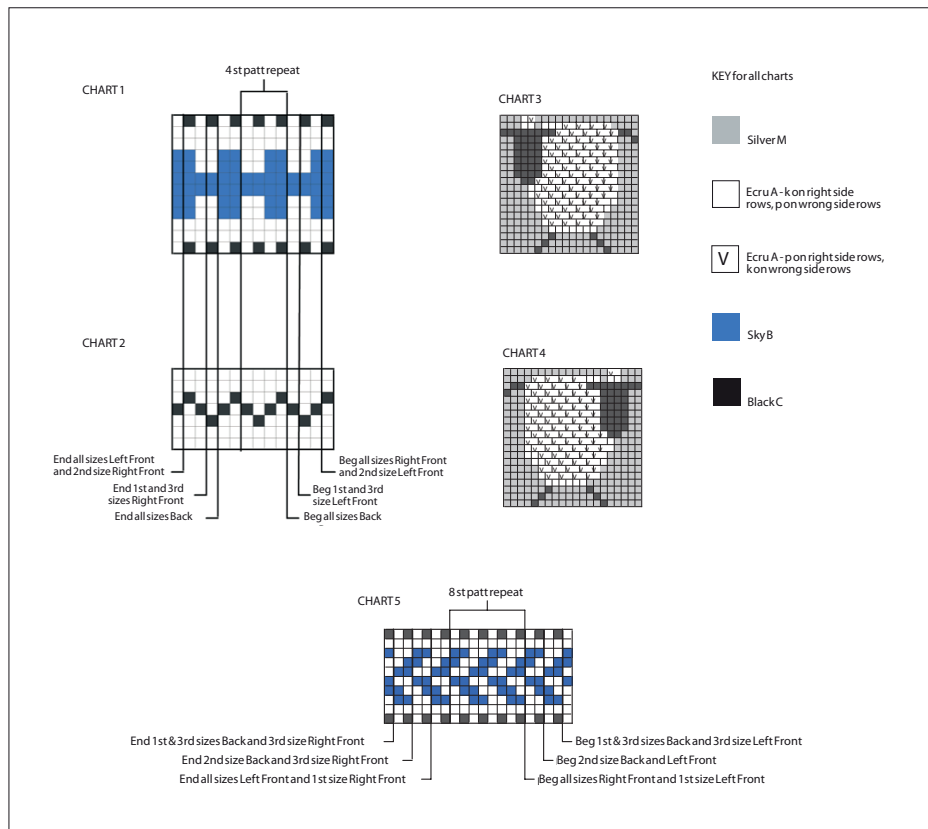 4 st patt repeat
CHART 1
CHART 3
KEY for all charts
Silver M
Ecru A - k on right side
rows, p on wrong side rows
V
Ecru A - p on right side rows,
k on wrong side rows
Sky B
Black C
CHART 2
CHART 4
End all sizes Left Front
and 2nd size Right Front
End 1st and 3rd
sizes Right Front
End all sizes Back
Beg all sizes Right Front
and 2nd size Left Front
Beg 1st and 3rd
size Left Front
Beg all sizes Back
8 st patt repeat
CHART 5
End 1st & 3rd sizes Back and 3rd size Right Front
End 2nd size Back and 3rd size Right Front
End all sizes Left Front and 1st size Right Front
Beg 1st & 3rd sizes Back and 3rd size Left Front
Beg 2nd size Back and Left Front
Beg all sizes Right Front and 1st size Left Front